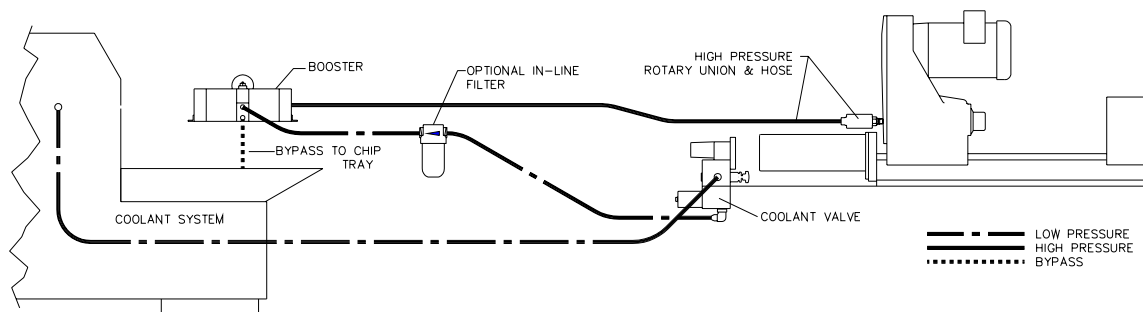 BOOSTER
OPTIONAL IN-LINE
FILTER
HIGH PRESSURE
ROTARY UNION & HOSE
BYPASS TO CHIP
TRAY
COOLANT SYSTEM
COOLANT VALVE
LOW PRESSURE
HIGH PRESSURE
BYPASS